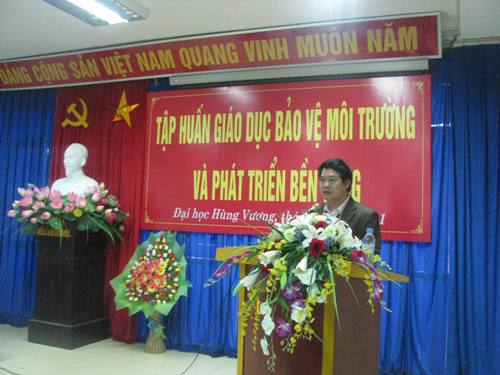 ĐẢNG CỘNG SẢN VIỆT NAM QUANG VINH MUÔN NĂM
TẬP HUẤN GIÁO DỤC BẢO VỆ MÔI TRƯỜNG
VÀ PHÁT TRIỂN BỀN
Đại học Hùng Vương,